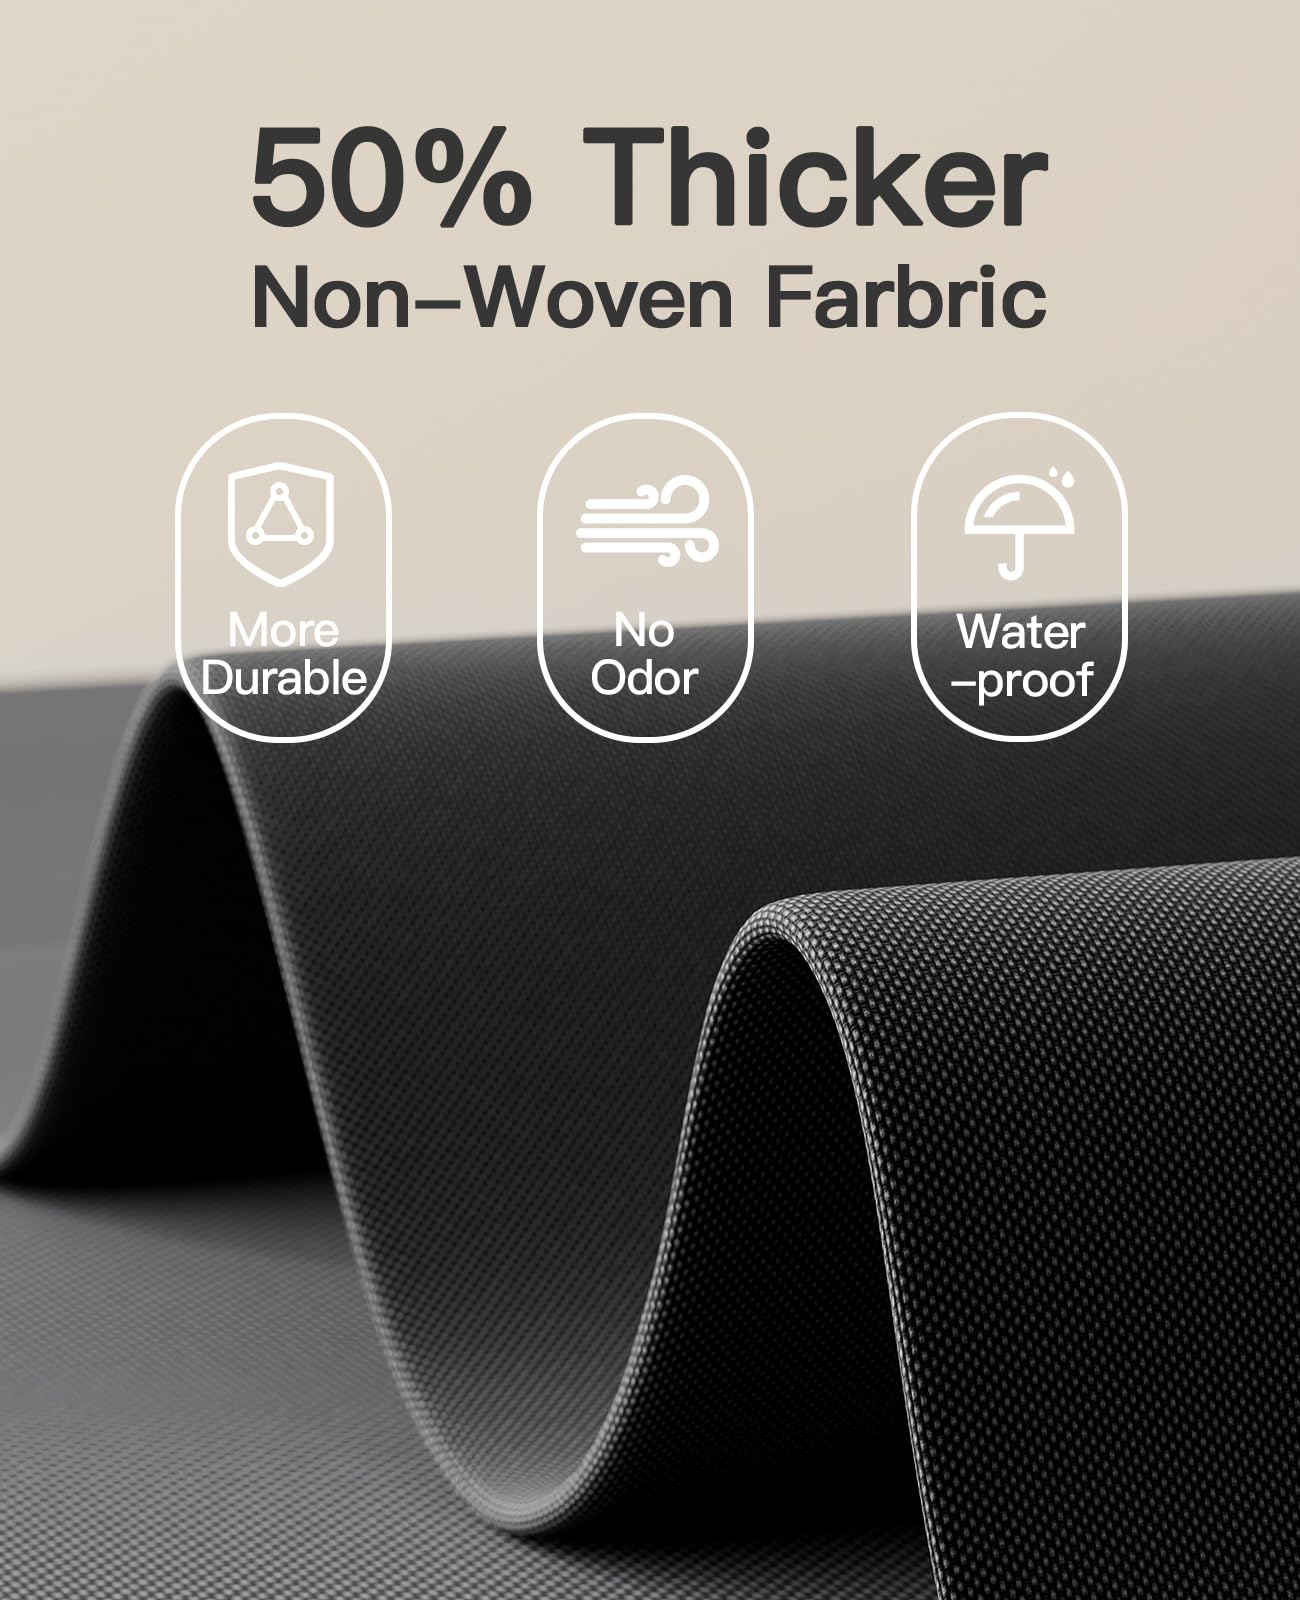 50% Thicker
Non–Woven Farbric
More
Durable
No
Odor
Water
–proof